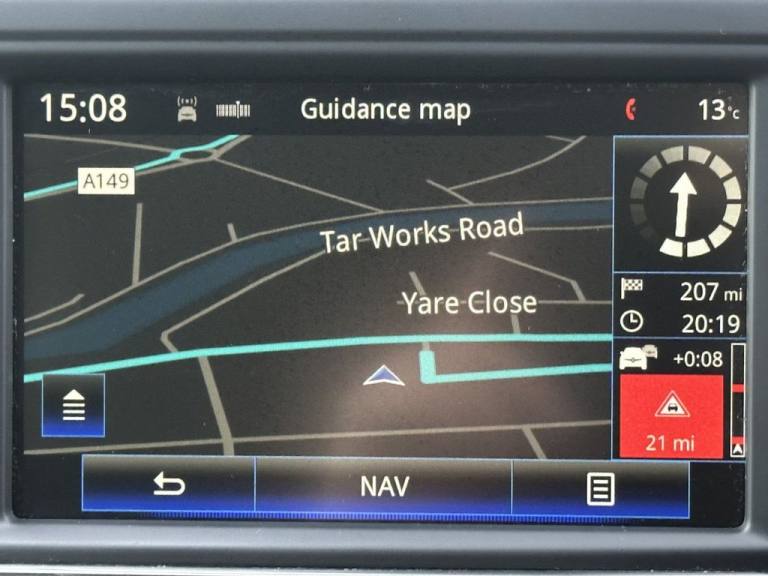 15:08
Guidance map
13°C
A149
Tar Works Road
Yare Close
207 mi
20:19
+0:08
21 mi
NAV